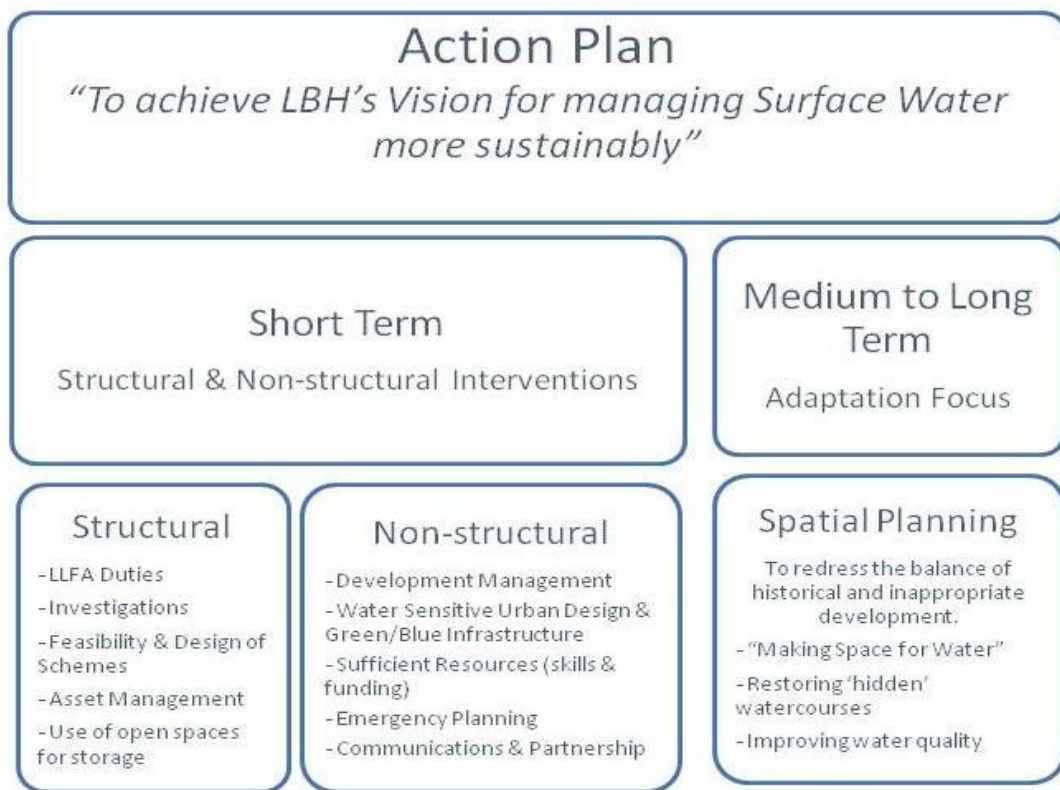 Action Plan
“To achieve LBH’s Vision for managing Surface Water
more sustainably”
Short Term
Structural & Non-structural Interventions
Medium to Long
Term
Adaptation Focus
Structural
-LLFA Duties
-Investigations
-Feasibility & Design of
Schemes
-Asset Management
-Use of open spaces
for storage
Non-structural
-Development Management
-Water Sensitive Urban Design &
Green/Blue Infrastructure
-Sufficient Resources (skills &
funding)
-Emergency Planning
-Communications & Partnership
Spatial Planning
To redress the balance of
historical and inappropriate
development.
-“Making Space for Water”
-Restoring ‘hidden’
watercourses
-Improving water quality